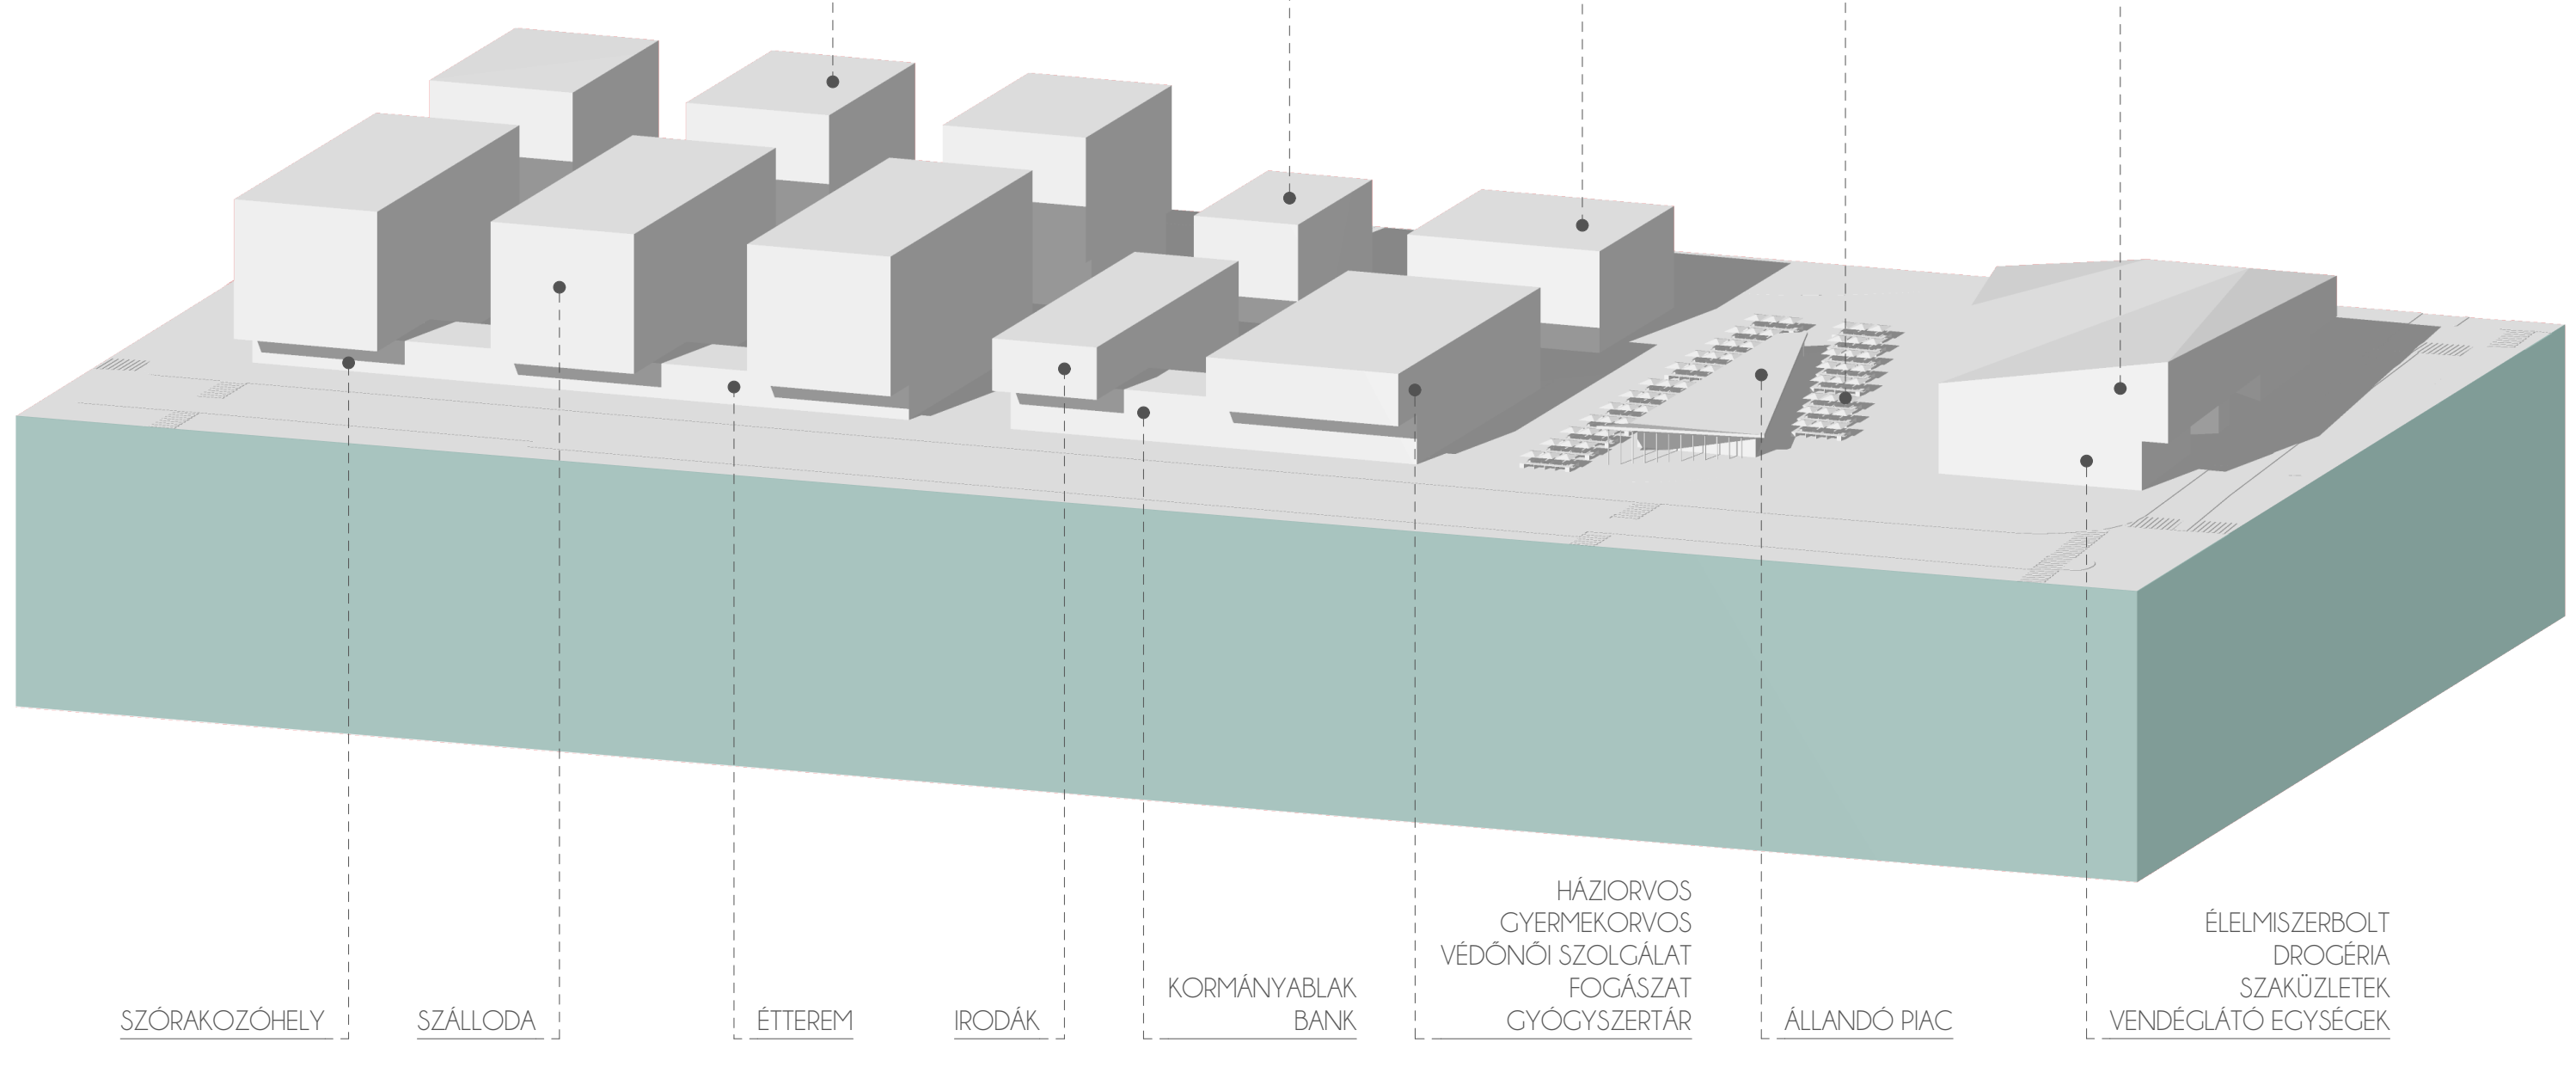 SZÓRAKOZÓHELY
SZÁLLODA
ÉTTEREM
IRODÁK
KORMÁNYABLAK
BANK
HÁZIORVOS
GYERMEKORVOS
VÉDŐNŐI SZOLGÁLAT
FOGÁSZAT
GYÓGYSZERTÁR
ÁLLANDÓ PIAC
ÉLELMISZERBOLT
DROGÉRIA
SZAKÜZLETEK
VENDÉGLÁTÓ EGYSÉGEK